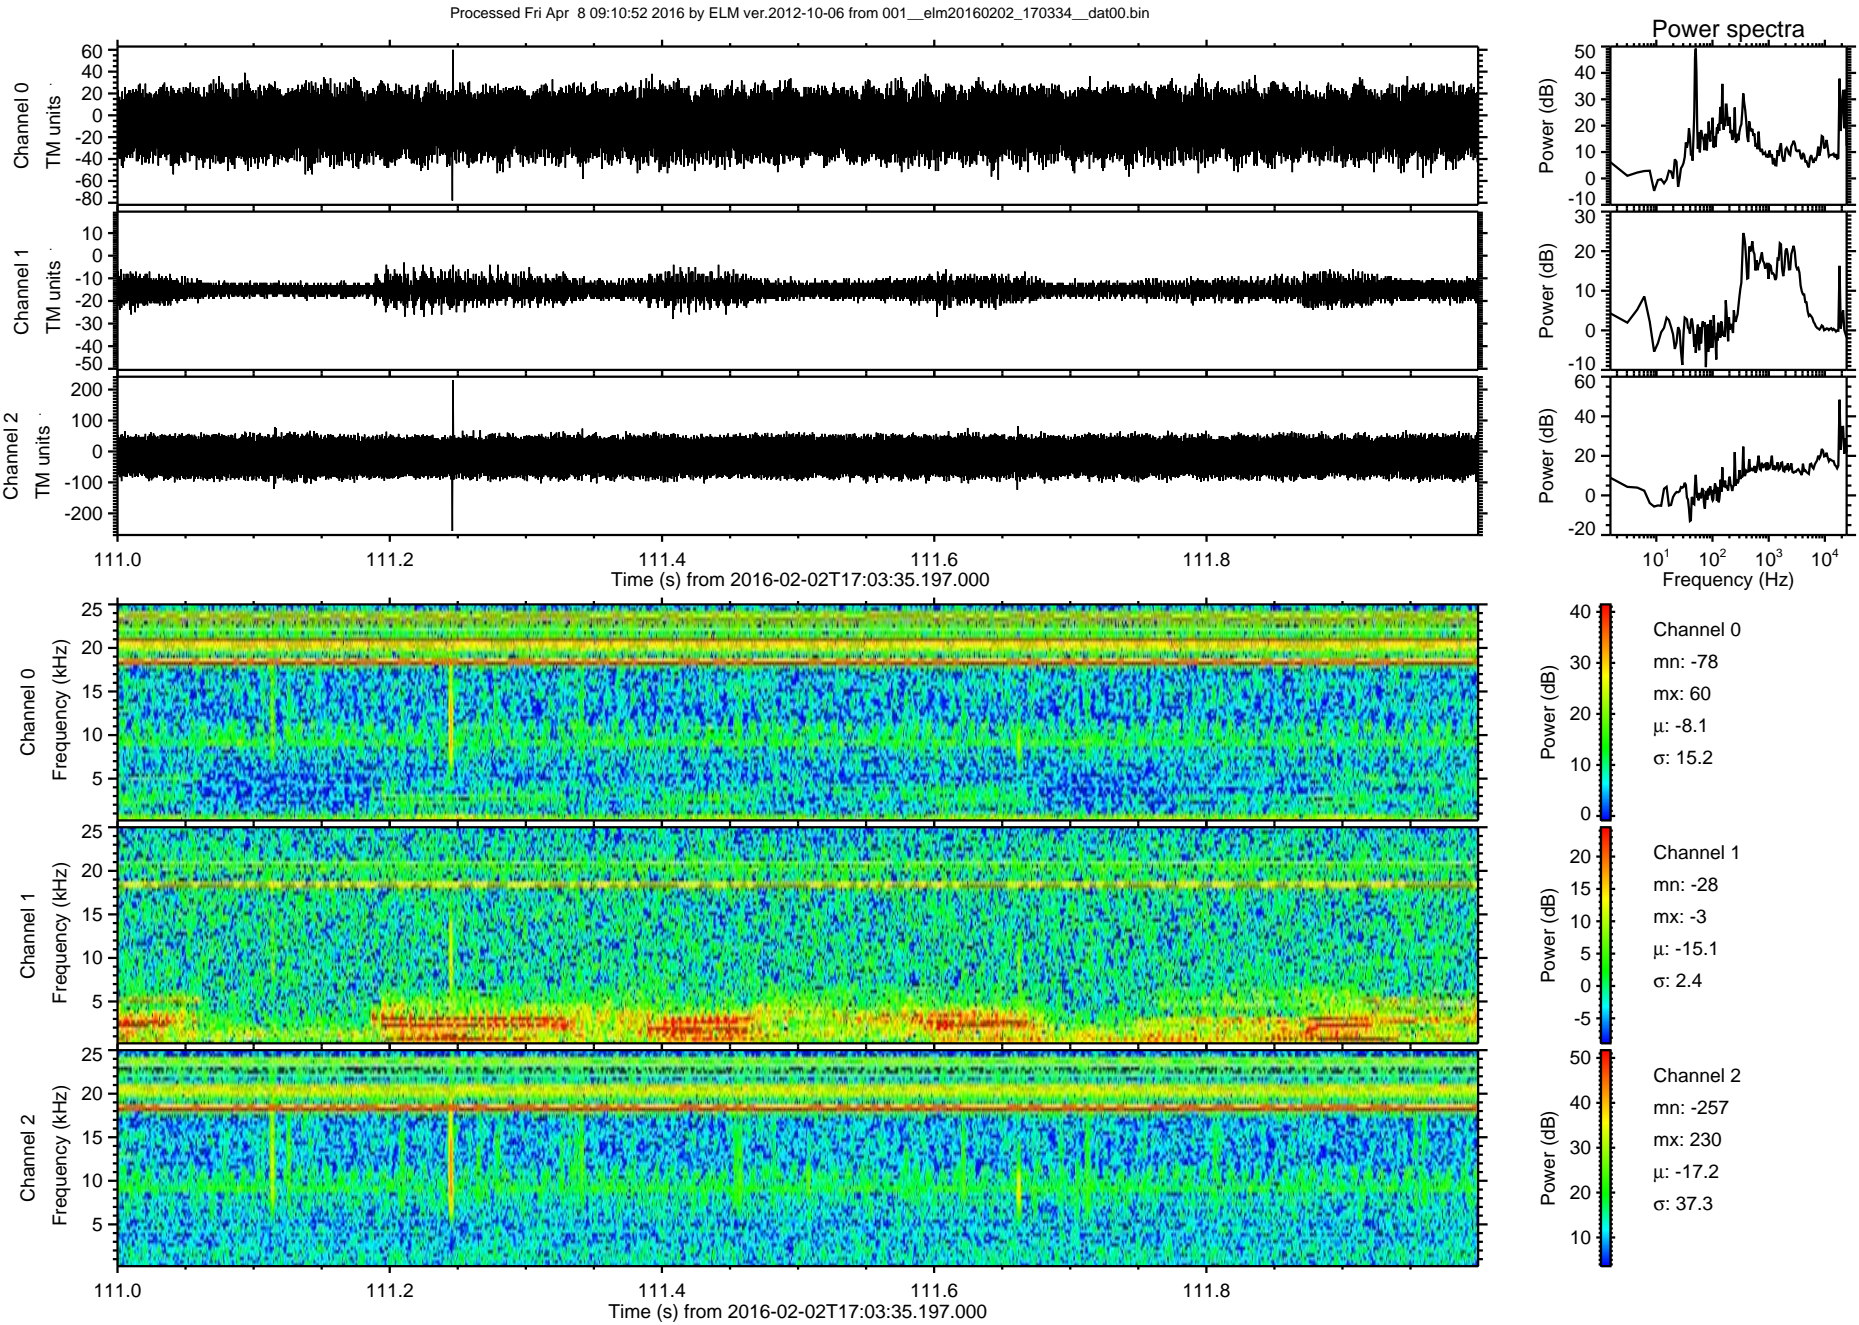 Processed Fri Apr  8 09:10:52 2016 by ELM ver.2012-10-06 from 001__elm20160202_170334__dat00.bin
Power spectra
Channel 0
TM units
60
40
20
0
-20
-40
-60
-80
Power (dB)
50
40
30
20
10
0
-10
Channel 1
TM units
10
0
-10
-20
-30
-40
-50
Power (dB)
30
20
10
0
-10
Channel 2
TM units
200
100
0
-100
-200
Power (dB)
60
40
20
0
-20
111.0 111.2 111.4 111.6 111.8
Time (s) from 2016-02-02T17:03:35.197.000
10^1 10^2 10^3 10^4
Frequency (Hz)
Channel 0
Frequency (kHz)
25
20
15
10
5
Power (dB)
40
30
20
10
0
Channel 0
mn: -78
mx: 60
μ: -8.1
σ: 15.2
Channel 1
Frequency (kHz)
25
20
15
10
5
Power (dB)
20
15
10
5
0
-5
Channel 1
mn: -28
mx: -3
μ: -15.1
σ: 2.4
Channel 2
Frequency (kHz)
25
20
15
10
5
Power (dB)
50
40
30
20
10
Channel 2
mn: -257
mx: 230
μ: -17.2
σ: 37.3
111.0 111.2 111.4 111.6 111.8
Time (s) from 2016-02-02T17:03:35.197.000